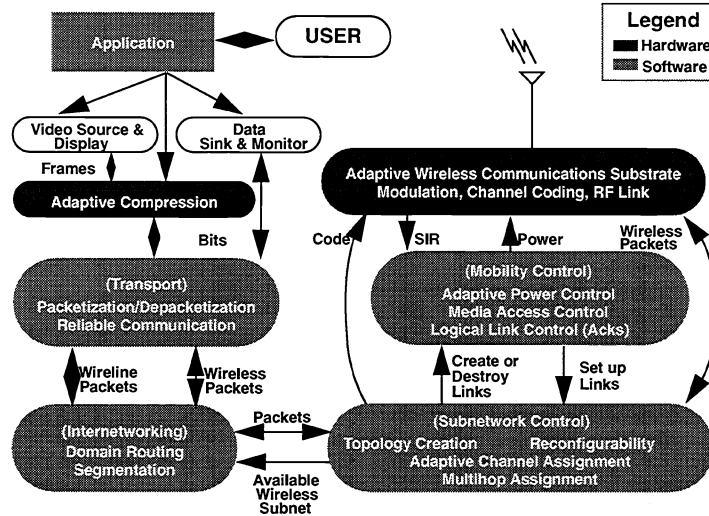 Application
USER
Legend
Hardware
Software
Video Source &
Display
Data
Sink & Monitor
Frames
Adaptive Compression
Adaptive Wireless Communications Substrate
Modulation, Channel Coding, RF Link
Bits
Code
SIR
Power
Wireless
Packets
(Transport)
Packetization/Depacketization
Reliable Communication
(Mobility Control)
Adaptive Power Control
Media Access Control
Logical Link Control (Acks)
Wireline
Packets
Wireless
Packets
Create or
Destroy
Links
Set up
Links
(Internetworking)
Domain Routing
Segmentation
Packets
Available
Wireless
Subnet
(Subnetwork Control)
Topology Creation Reconfigurability
Adaptive Channel Assignment
Multihop Assignment